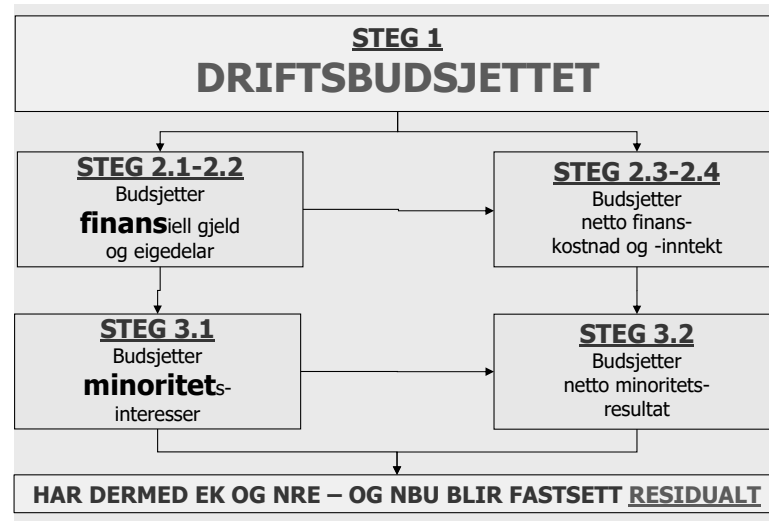 STEG 1
DRIFTSBUDSJETTET
STEG 2.1-2.2
Budsjetter
finansiell gjeld
og eigedelar
STEG 2.3-2.4
Budsjetter
netto finans-
kostnad og -inntekt
STEG 3.1
Budsjetter
minoritets-
interesser
STEG 3.2
Budsjetter
netto minoritets-
resultat
HAR DERMED EK OG NRE – OG NBU BLIR FASTSETT RESIDUALT